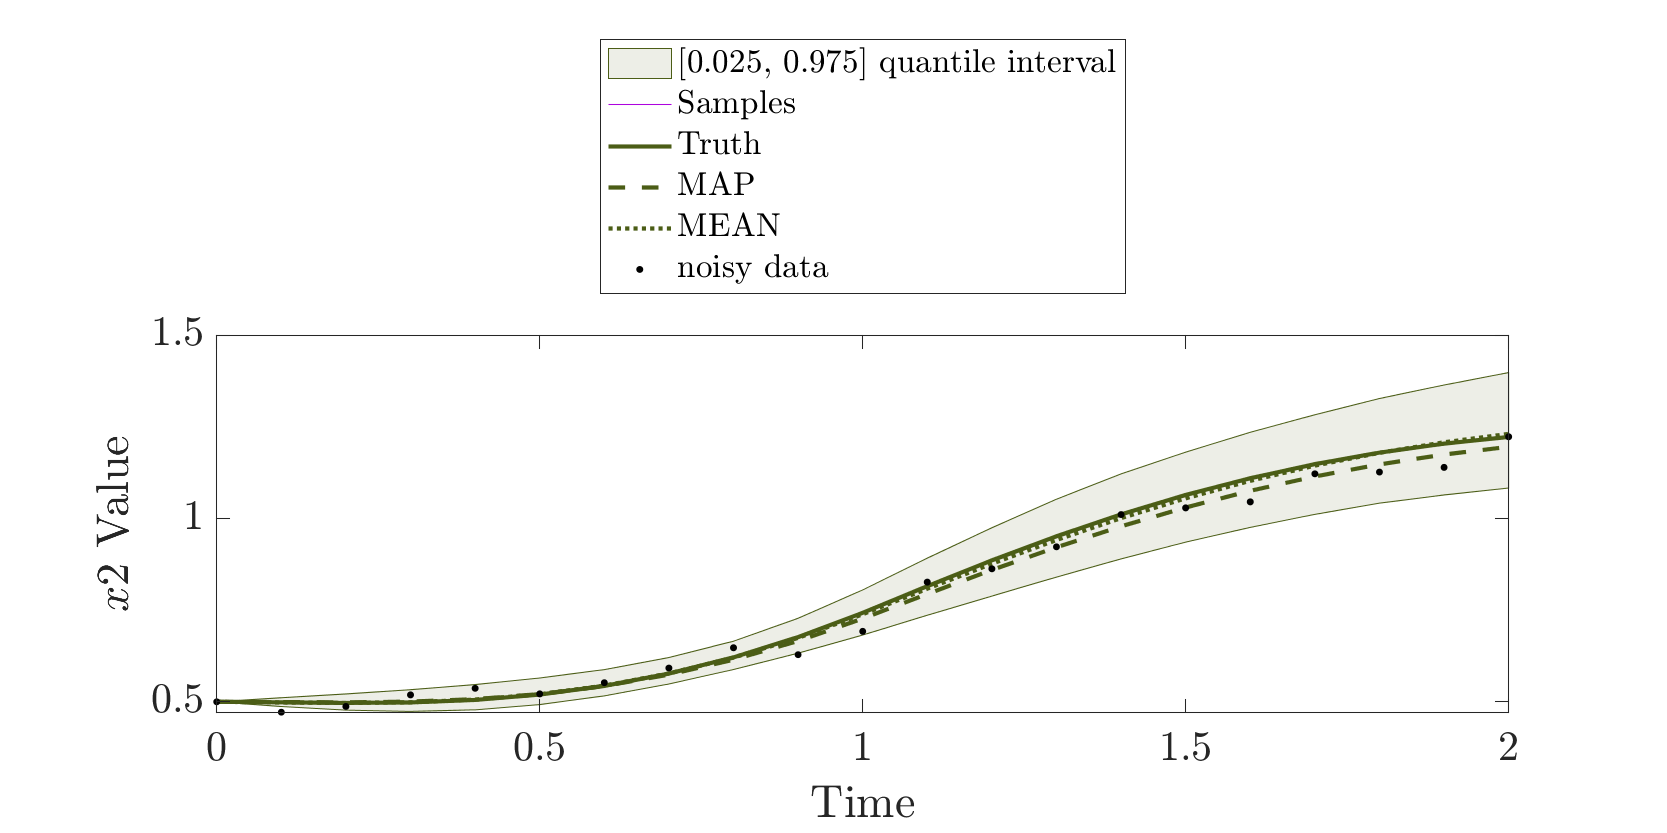 [0.025, 0.975] quantile interval
Samples
Truth
MAP
MEAN
noisy data
1.5
1
0.5
x2 Value
0 0.5 1 1.5 2
Time